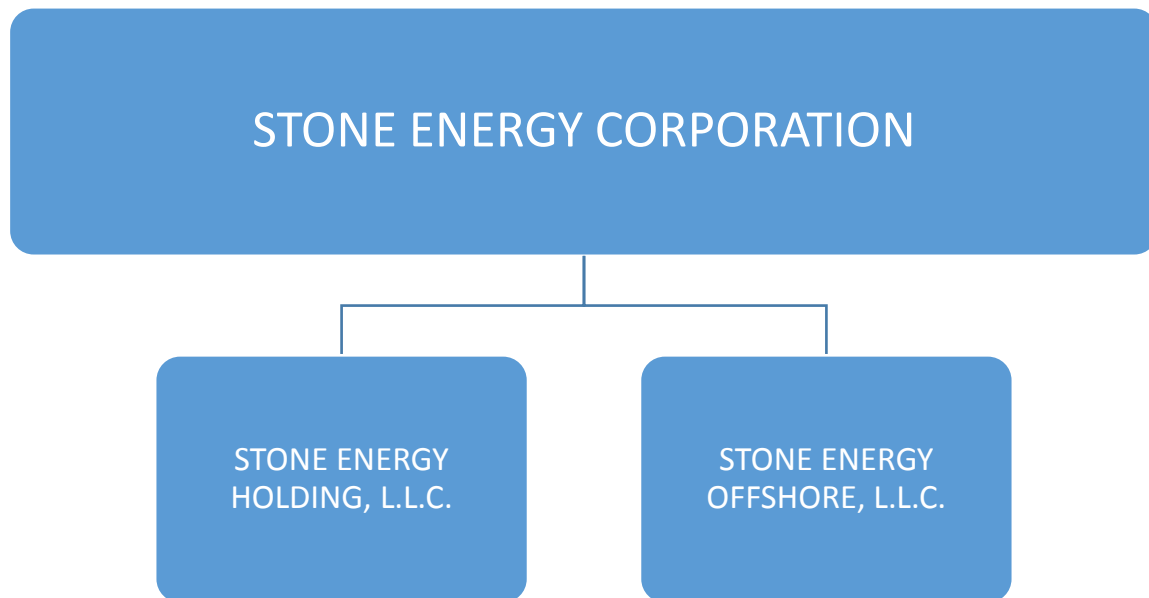 STONE ENERGY CORPORATION
STONE ENERGY
HOLDING, L.L.C.
STONE ENERGY
OFFSHORE, L.L.C.